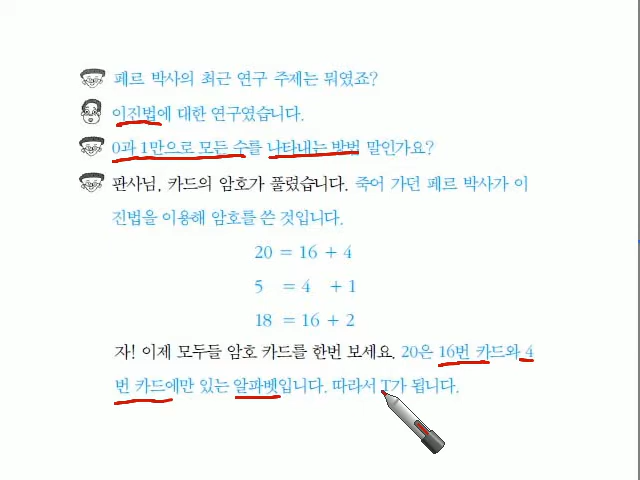 페르 박사의 최근 연구 주제는 뭐였죠?
이진법에 대한 연구였습니다.
0과 1만으로 모든 수를 나타내는 방법 말인가요?
판사님, 카드의 암호가 풀렸습니다. 죽어 가던 페르 박사가 이
진법을 이용해 암호를 쓴 것입니다.
20 = 16 + 4
5 = 4 + 1
18 = 16 + 2
자! 이제 모두들 암호 카드를 한번 보세요. 20은 16번 카드와 4
번 카드에만 있는 알파벳입니다. 따라서 T가 됩니다.